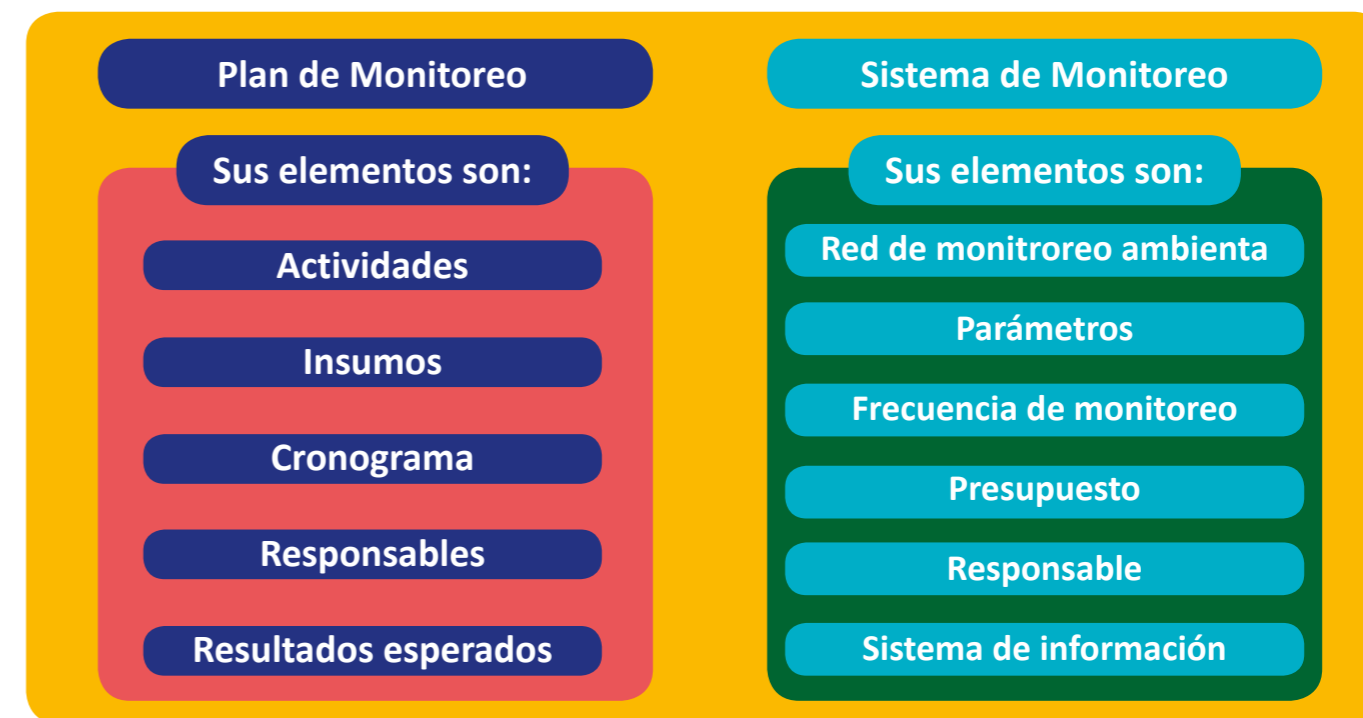 Plan de Monitoreo
Sus elementos son:
Actividades
Insumos
Cronograma
Responsables
Resultados esperados
Sistema de Monitoreo
Sus elementos son:
Red de monitroreo ambienta
Parámetros
Frecuencia de monitoreo
Presupuesto
Responsable
Sistema de información